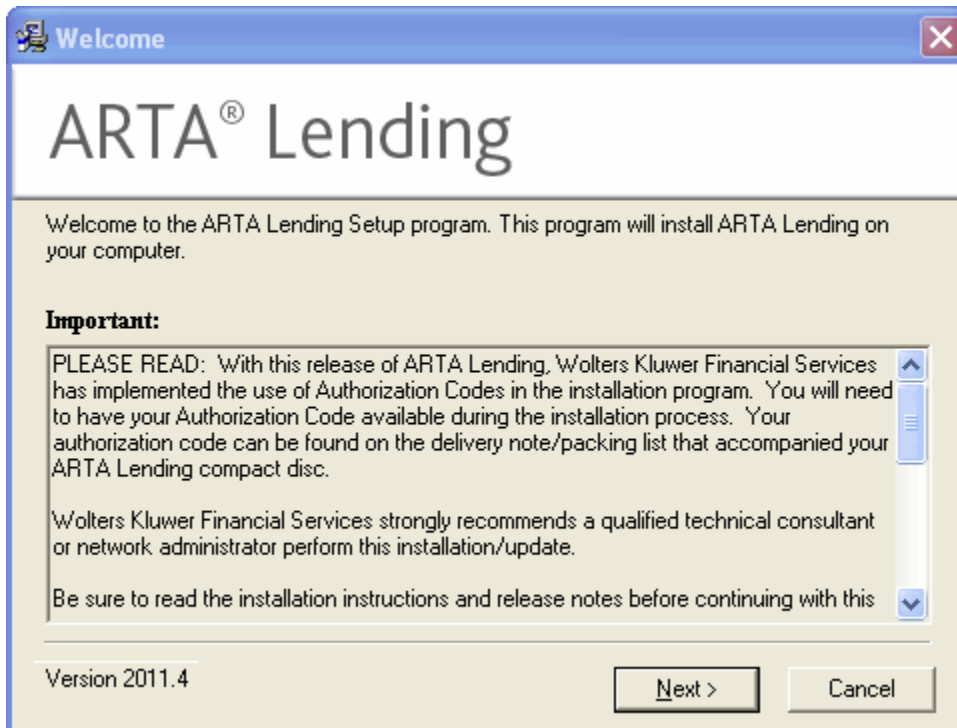 Welcome
ARTA® Lending
Welcome to the ARTA Lending Setup program. This program will install ARTA Lending on
your computer.
Important:
PLEASE READ:  With this release of ARTA Lending, Wolters Kluwer Financial Services
has implemented the use of Authorization Codes in the installation program.  You will need
to have your Authorization Code available during the installation process.  Your
authorization code can be found on the delivery note/packing list that accompanied your
ARTA Lending compact disc.
Wolters Kluwer Financial Services strongly recommends a qualified technical consultant
or network administrator perform this installation/update.
Be sure to read the installation instructions and release notes before continuing with this
Version 2011.4
Next >
Cancel